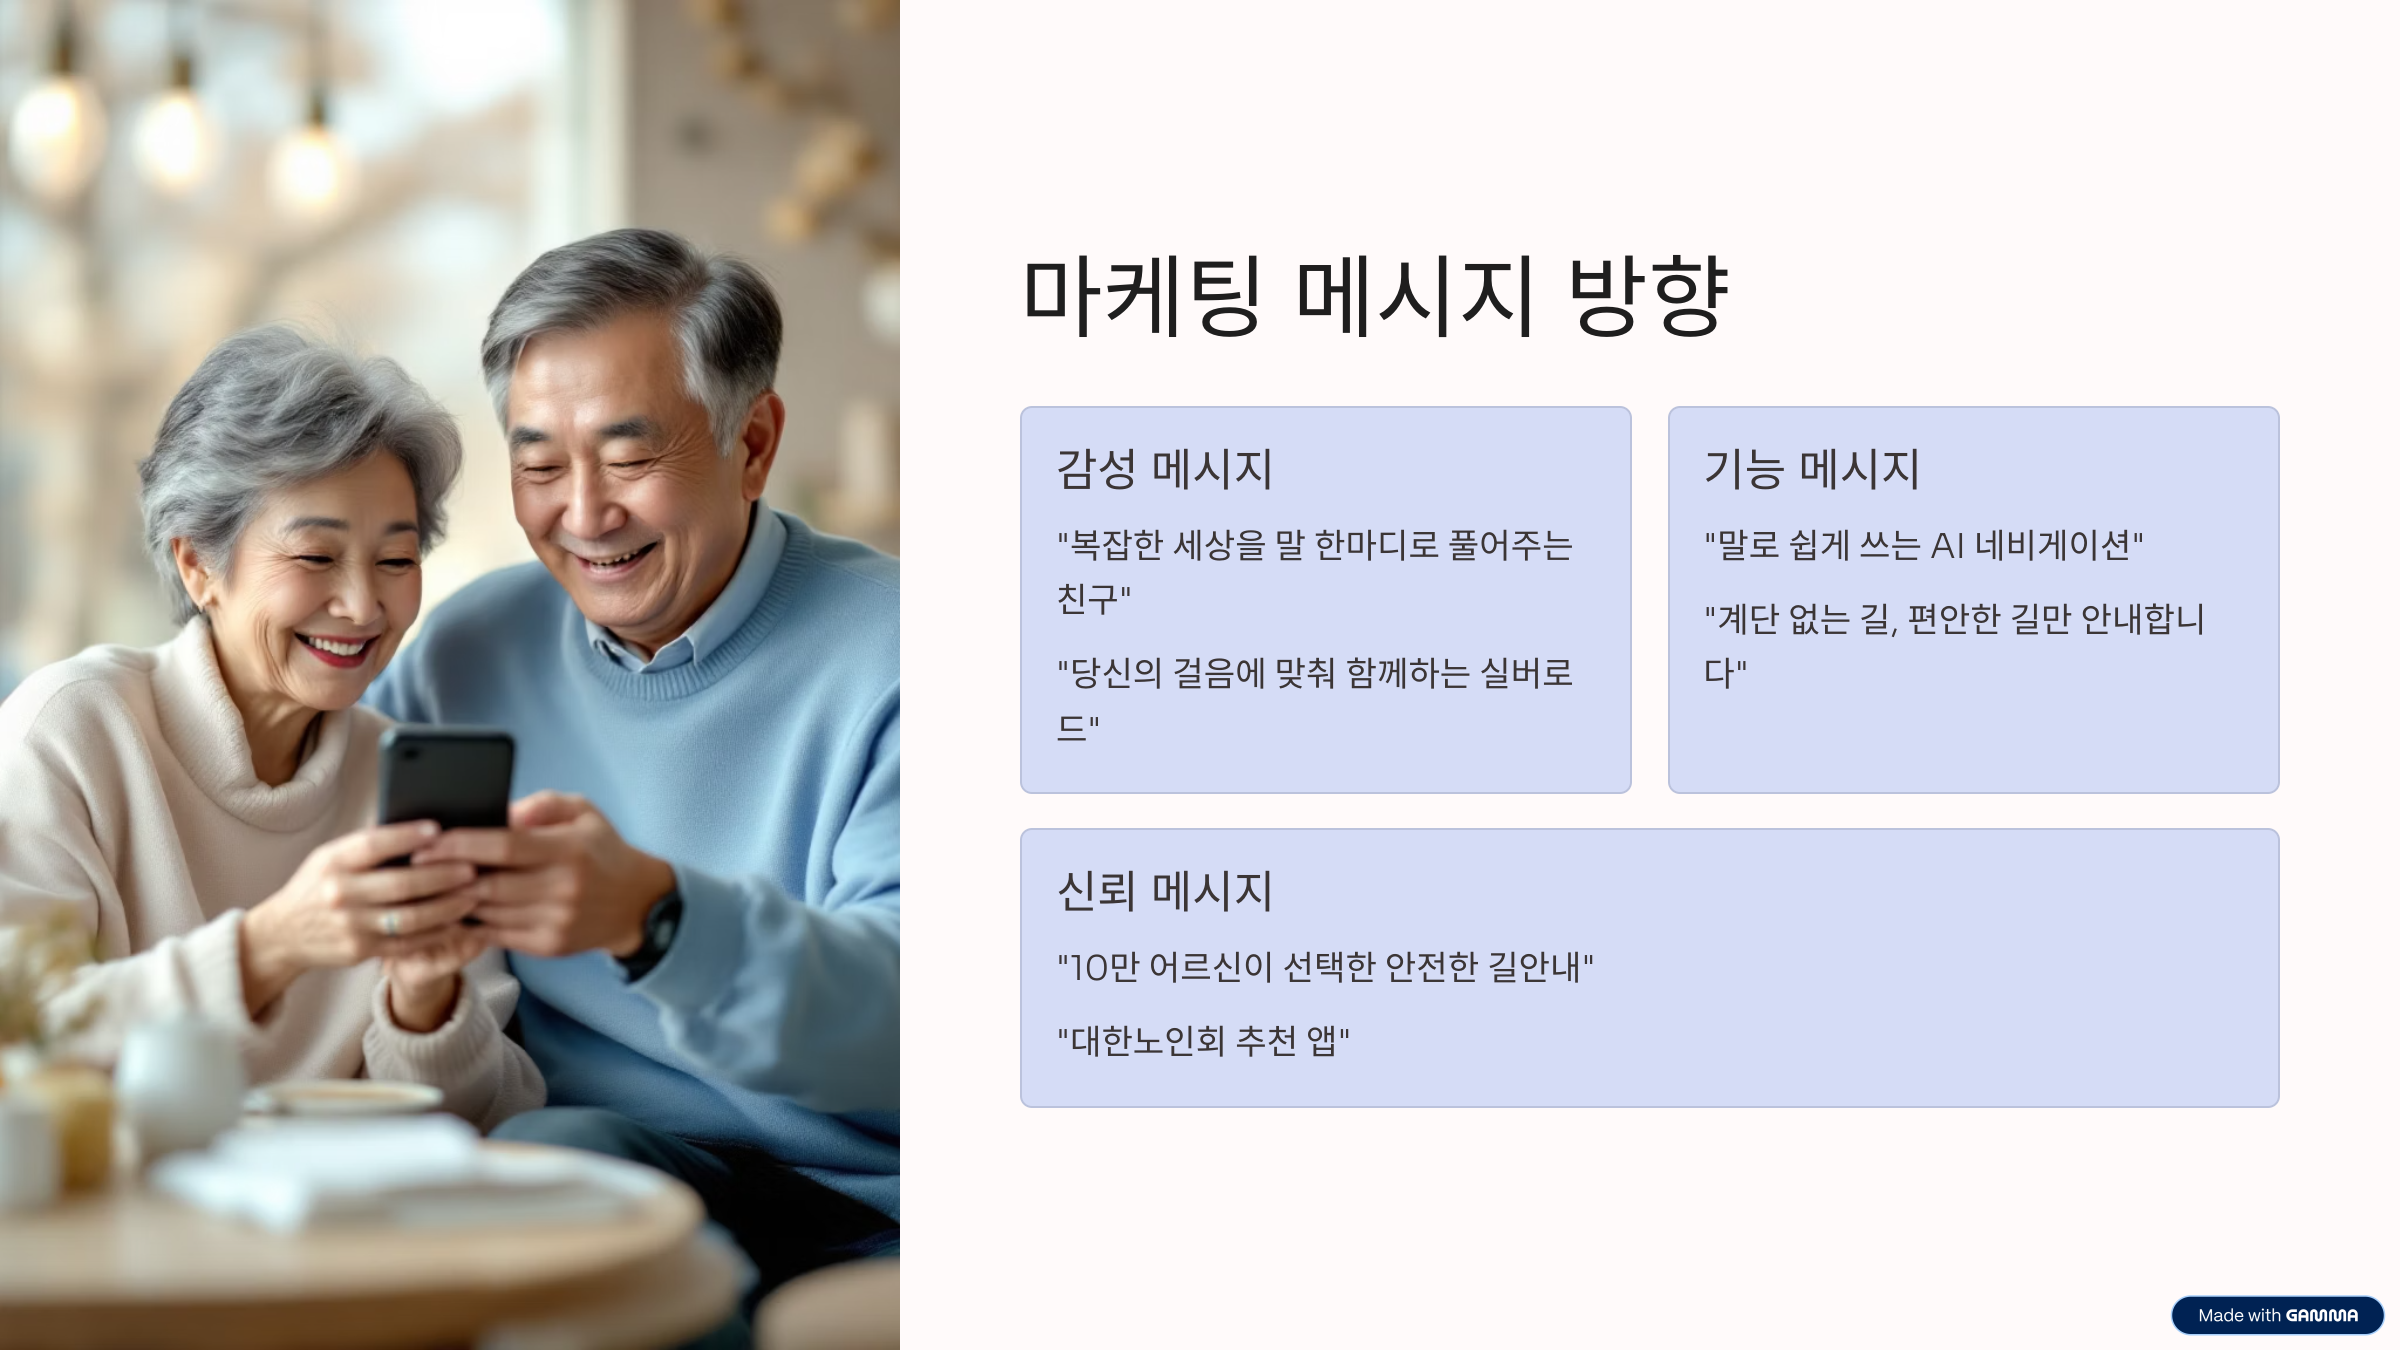 마케팅 메시지 방향
감성 메시지
"복잡한 세상을 말 한마디로 풀어주는
친구"
"당신의 걸음에 맞춰 함께하는 실버로
드"
기능 메시지
"말로 쉽게 쓰는 AI 네비게이션"
"계단 없는 길, 편안한 길만 안내합니
다"
신뢰 메시지
"10만 어르신이 선택한 안전한 길안내"
"대한노인회 추천 앱"
Made with GAMMA